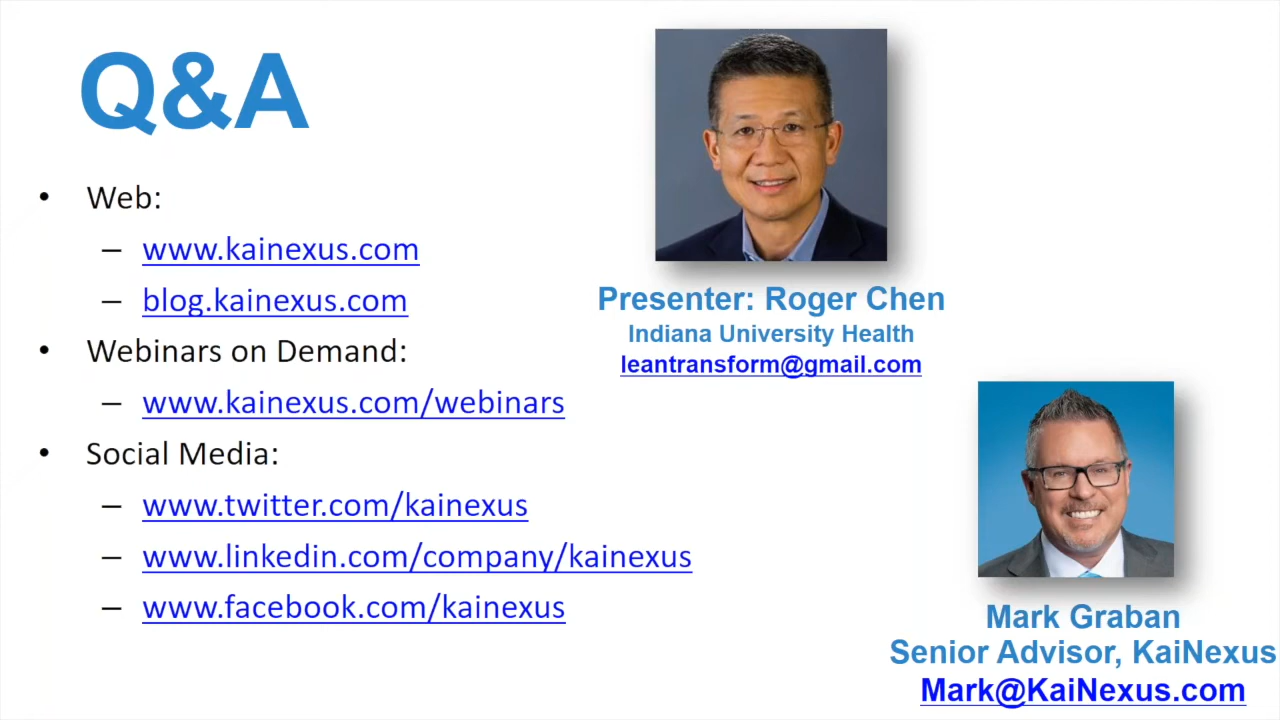 Q&A
• Web:
– www.kainexus.com
– blog.kainexus.com
• Webinars on Demand:
– www.kainexus.com/webinars
• Social Media:
– www.twitter.com/kainexus
– www.linkedin.com/company/kainexus
– www.facebook.com/kainexus
Presenter: Roger Chen
Indiana University Health
leantransform@gmail.com
Mark Graban
Senior Advisor, KaiNexus
Mark@KaiNexus.com